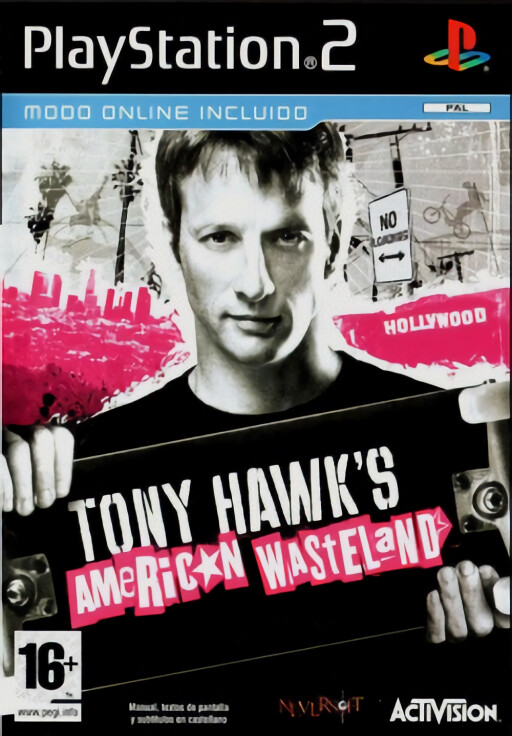 PlayStation®2
MODO ONLINE INCLUIDO
PAL
NO
HOLLYWOOD
TONY HAWK'S
AMERICAN WASTELAND
16+
www.pegi.info
Manual, textos de pantalla
y subtítulos en castellano
NEVERSOFT
ACTIVISION.